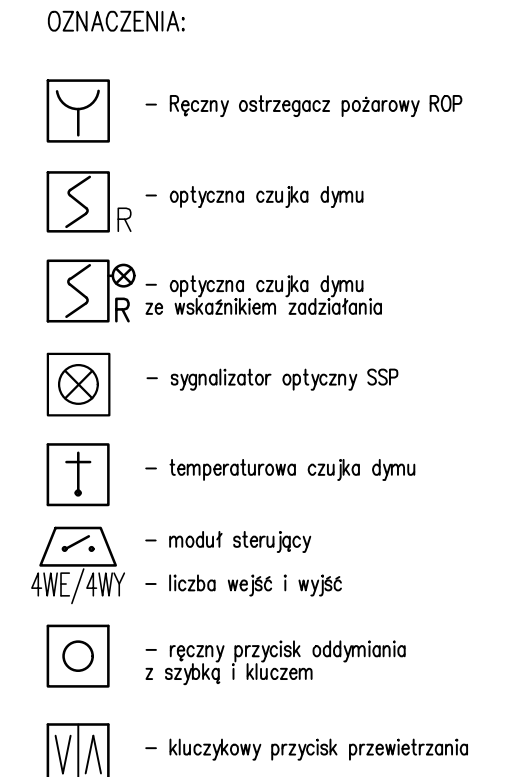 OZNACZENIA:
– Ręczny ostrzegacz pożarowy ROP
R – optyczna czujka dymu
– optyczna czujka dymu
R ze wskaźnikiem zadziałania
– sygnalizator optyczny SSP
– temperaturowa czujka dymu
– moduł sterujący
4WE/4WY – liczba wejść i wyjść
– ręczny przycisk oddymiania
z szybką i kluczem
– kluczykowy przycisk przewietrzania